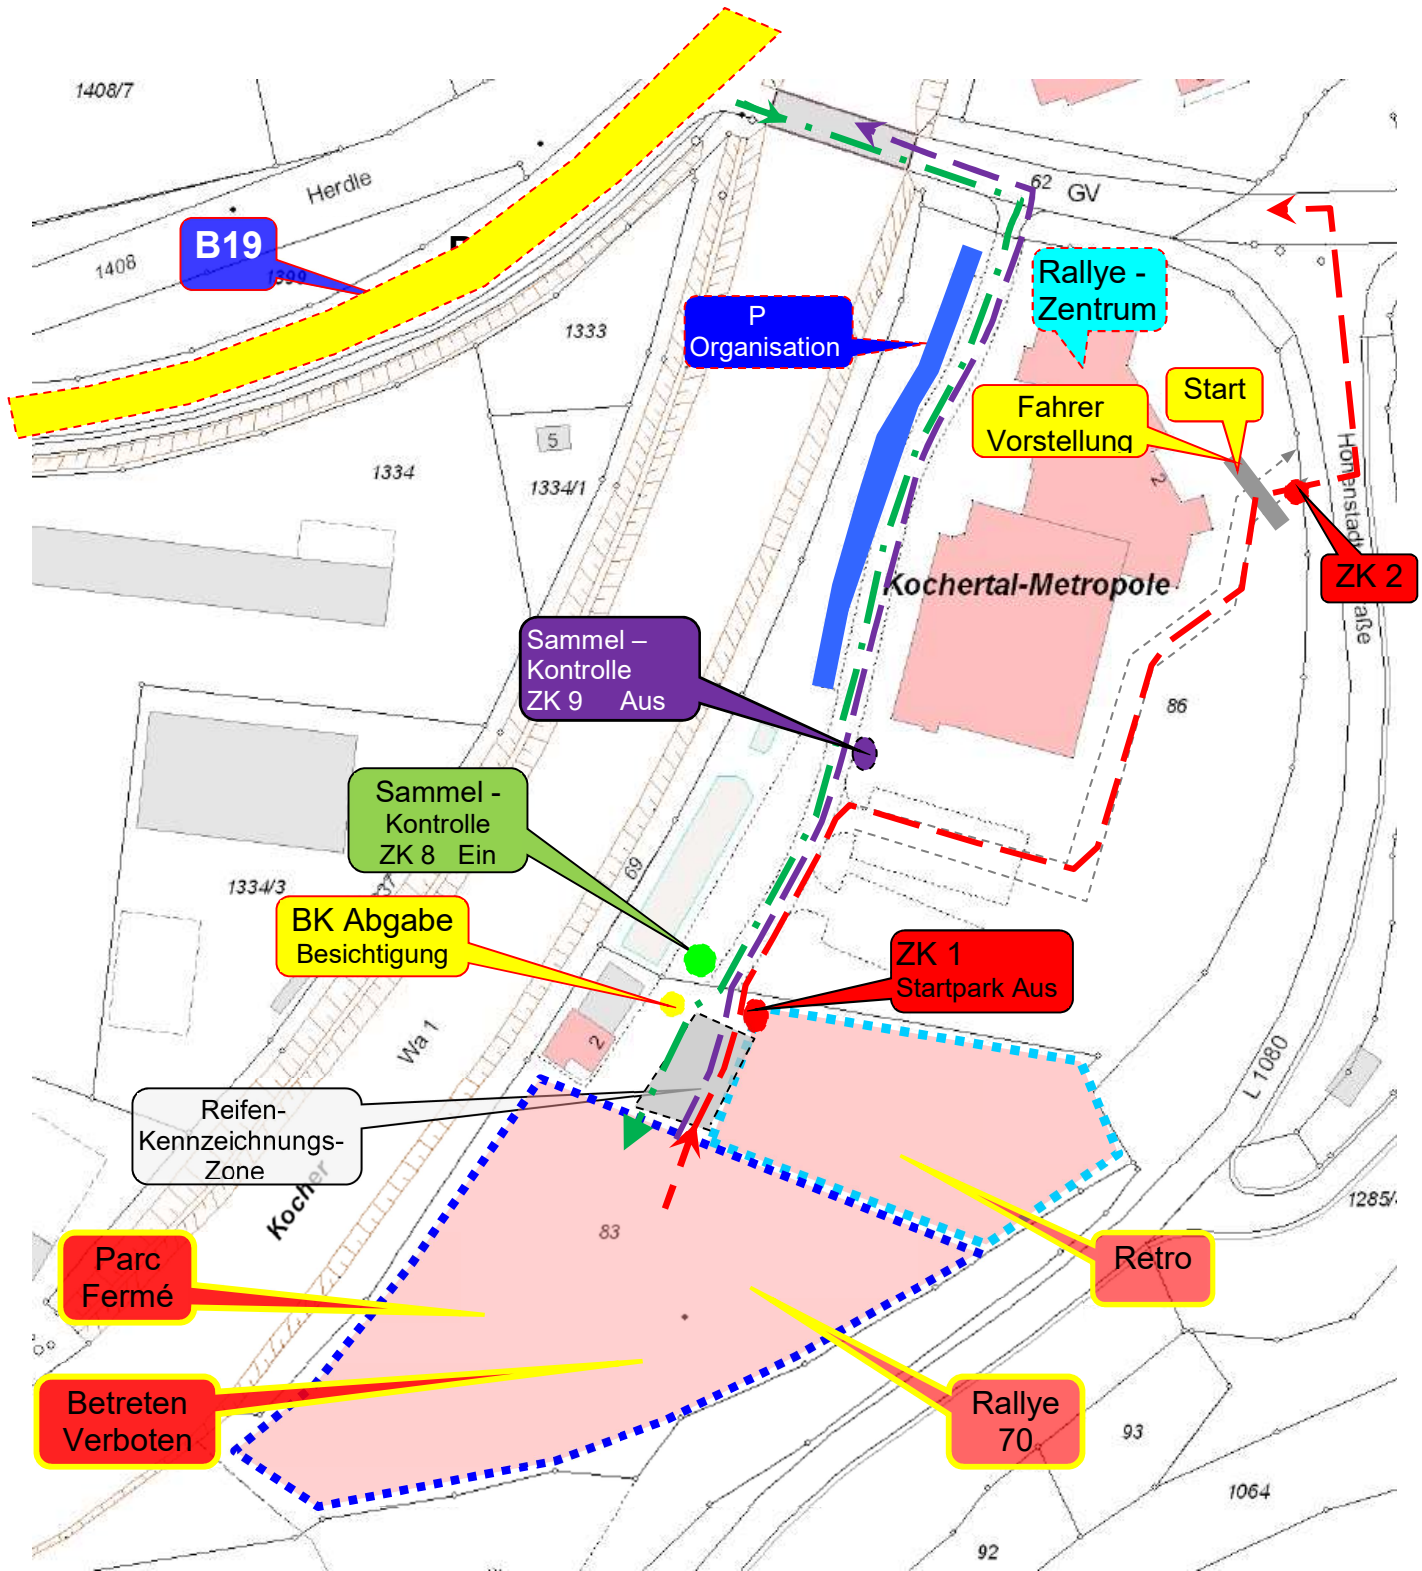 1408/7
Herdle
B19
1408
1399
1333
5
1334
1334/1
62
GV
Rallye -
Zentrum
P
Organisation
Start
Fahrer
Vorstellung
2
Kochertal-Metropole
ZK 2
Sammel –
Kontrolle
ZK 9 Aus
86
Sammel -
Kontrolle
ZK 8 Ein
69
1334/3
BK Abgabe
Besichtigung
ZK 1
Startpark Aus
Wa 1
2
L 1080
Reifen-
Kennzeichnungs-
Zone
Kocher
83
1285/
Parc
Fermé
Retro
Betreten
Verboten
Rallye
70
93
1064
92